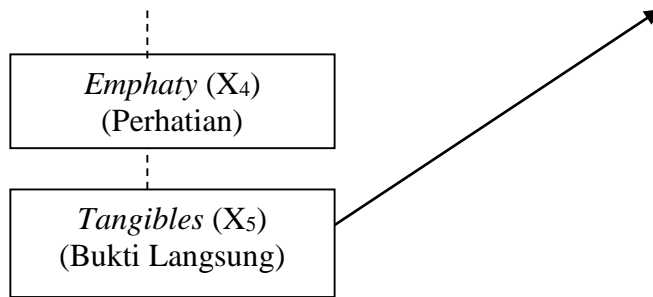 Emphaty (X₄)
(Perhatian)
Tangibles (X₅)
(Bukti Langsung)